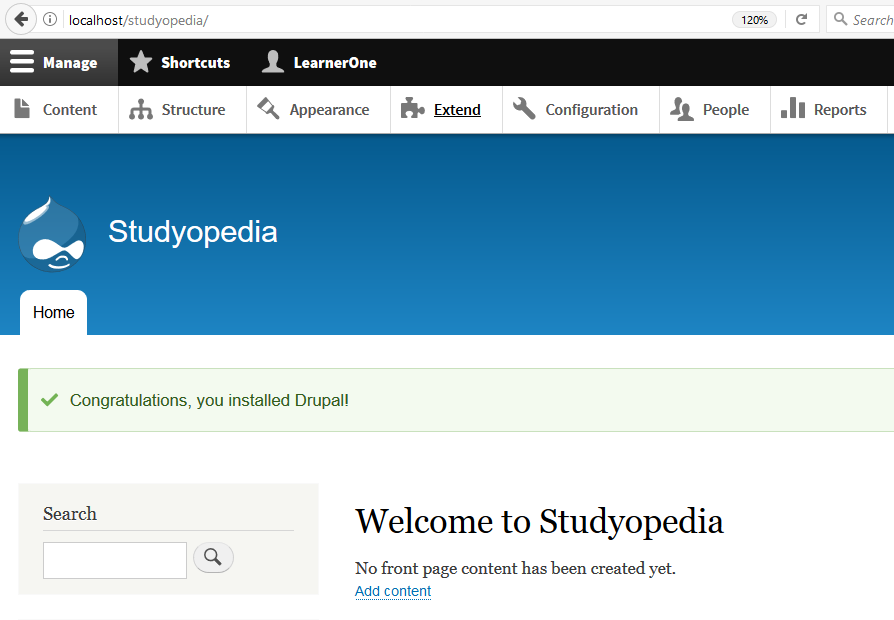 localhost/studyopedia/ 120% Search
Manage Shortcuts LearnerOne
Content Structure Appearance Extend Configuration People Reports
Studyopedia
Home
Congratulations, you installed Drupal!
Search
Welcome to Studyopedia
No front page content has been created yet.
Add content